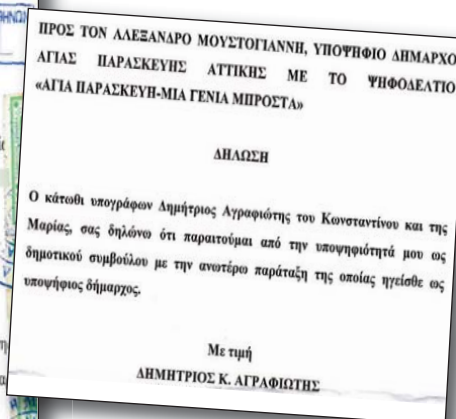 ΠΡΟΣ ΤΟΝ ΑΛΕΞΑΝΔΡΟ ΜΟΥΣΤΟΓΙΑΝΝΗ, ΥΠΟΨΗΦΙΟ ΔΗΜΑΡΧΟ
ΑΓΙΑΣ ΠΑΡΑΣΚΕΥΗΣ ΑΤΤΙΚΗΣ ΜΕ ΤΟ ΨΗΦΟΔΕΛΤΙΟ
«ΑΓΙΑ ΠΑΡΑΣΚΕΥΗ-ΜΙΑ ΓΕΝΙΑ ΜΠΡΟΣΤΑ»
ΔΗΛΩΣΗ
Ο κάτωθι υπογράφων Δημήτριος Αγραφιώτης του Κωνσταντίνου και της
Μαρίας, σας δηλώνω ότι παραιτούμαι από την υποψηφιότητά μου ως
δημοτικού συμβούλου με την ανωτέρω παράταξη της οποίας ηγείσθε ως
υποψήφιος δήμαρχος.
Με τιμή
ΔΗΜΗΤΡΙΟΣ Κ. ΑΓΡΑΦΙΩΤΗΣ